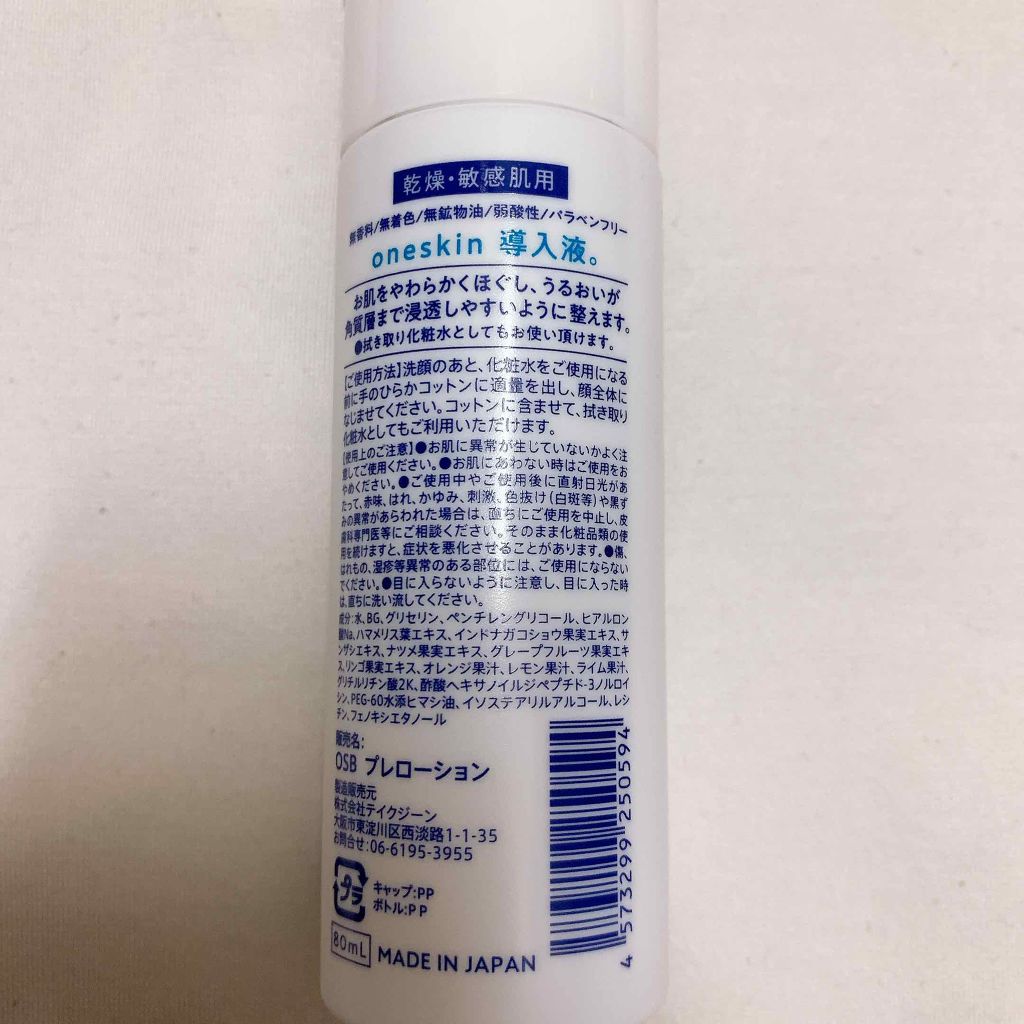 乾燥・敏感肌用
無香料/無着色/無鉱物油/弱酸性/パラベンフリー
oneskin 導入液。
お肌をやわらかくほぐし、うるおいが
角質層まで浸透しやすいように整えます。
●拭き取り化粧水としてもお使い頂けます。
【ご使用方法】洗顔のあと、化粧水をご使用になる
前に手のひらかコットンに適量を出し、顔全体に
なじませてください。コットンに含ませて、拭き取り
化粧水としてもご利用いただけます。
【使用上のご注意】●お肌に異常が生じていないかよく注
意してご使用ください。●お肌にあわない時はご使用をお
やめください。●ご使用中やご使用後に直射日光があ
たって、赤味、はれ、かゆみ、刺激、色抜け(白斑等)や黒ず
みの異常があらわれた場合は、直ちにご使用を中止し、皮
膚科専門医等にご相談ください。そのまま化粧品類の使
用を続けますと、症状を悪化させることがあります。●傷、
はれもの、湿疹等異常のある部位には、ご使用にならない
でください。●目に入らないように注意し、目に入った時
は、直ちに洗い流してください。
成分:水、BG、グリセリン、ペンチレングリコール、ヒアルロン
酸Na、ハマメリス葉エキス、インドナガコショウ果実エキス、サ
ンザシエキス、ナツメ果実エキス、グレープフルーツ果実エキ
ス、リンゴ果実エキス、オレンジ果汁、レモン果汁、ライム果汁、
グリチルリチン酸2K、酢酸ヘキサノイルジペプチド-3ノルロイ
シン、PEG-60水添ヒマシ油、イソステアリルアルコール、レシ
チン、フェノキシエタノール
販売名:
OSB プレローション
製造販売元
株式会社テイクジーン
大阪市東淀川区西淡路1-1-35
お問合せ:06-6195-3955
プラ
キャップ:PP
ボトル:PP
80mL
MADE IN JAPAN
4 573299 250594